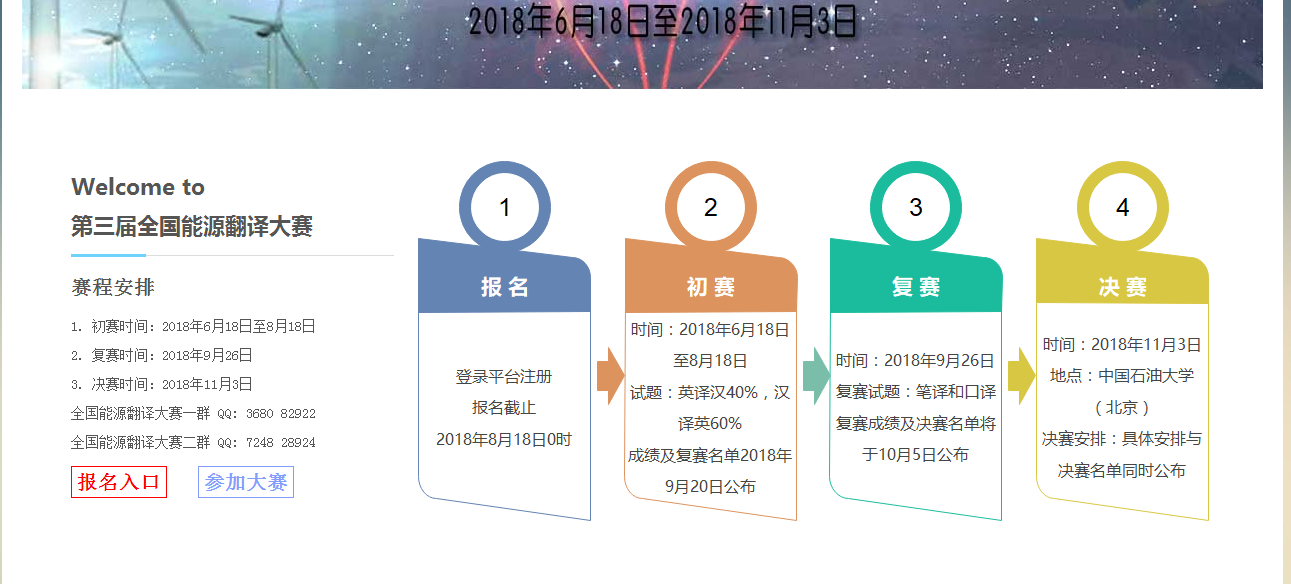 2018年6月18日至2018年11月3日
Welcome to
第三届全国能源翻译大赛
赛程安排
1. 初赛时间：2018年6月18日至8月18日
2. 复赛时间：2018年9月26日
3. 决赛时间：2018年11月3日
全国能源翻译大赛一群 QQ: 3680 82922
全国能源翻译大赛二群 QQ: 7248 28924
报名入口
参加大赛
1
报 名
登录平台注册
报名截止
2018年8月18日0时
2
初 赛
时间：2018年6月18日
至8月18日
试题：英译汉40%，汉
译英60%
成绩及复赛名单2018年
9月20日公布
3
复 赛
时间：2018年9月26日
复赛试题：笔译和口译
复赛成绩及决赛名单将
于10月5日公布
4
决 赛
时间：2018年11月3日
地点：中国石油大学
（北京）
决赛安排：具体安排与
决赛名单同时公布